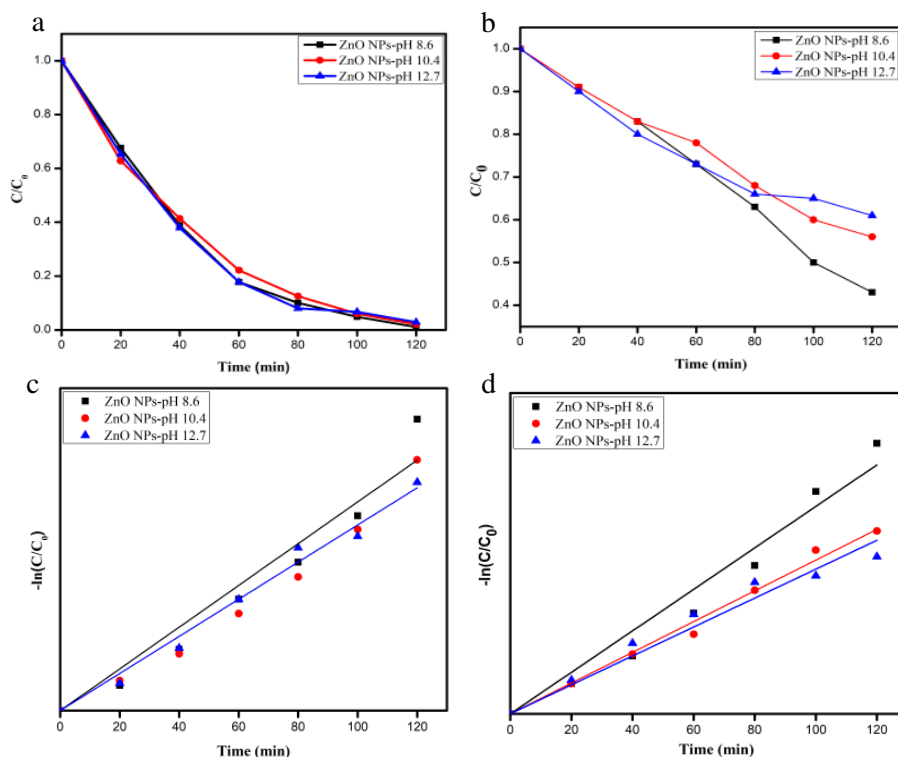 a
ZnO NPs-pH 8.6
ZnO NPs-pH 10.4
ZnO NPs-pH 12.7
1.0
0.8
0.6
0.4
0.2
0.0
C/C0
0 20 40 60 80 100 120
Time (min)
b
ZnO NPs-pH 8.6
ZnO NPs-pH 10.4
ZnO NPs-pH 12.7
1.0
0.9
0.8
0.7
0.6
0.5
0.4
C/C0
0 20 40 60 80 100 120
Time (min)
c
ZnO NPs-pH 8.6
ZnO NPs-pH 10.4
ZnO NPs-pH 12.7
-ln(C/C0)
0 20 40 60 80 100 120
Time (min)
d
ZnO NPs-pH 8.6
ZnO NPs-pH 10.4
ZnO NPs-pH 12.7
-ln(C/C0)
0 20 40 60 80 100 120
Time (min)